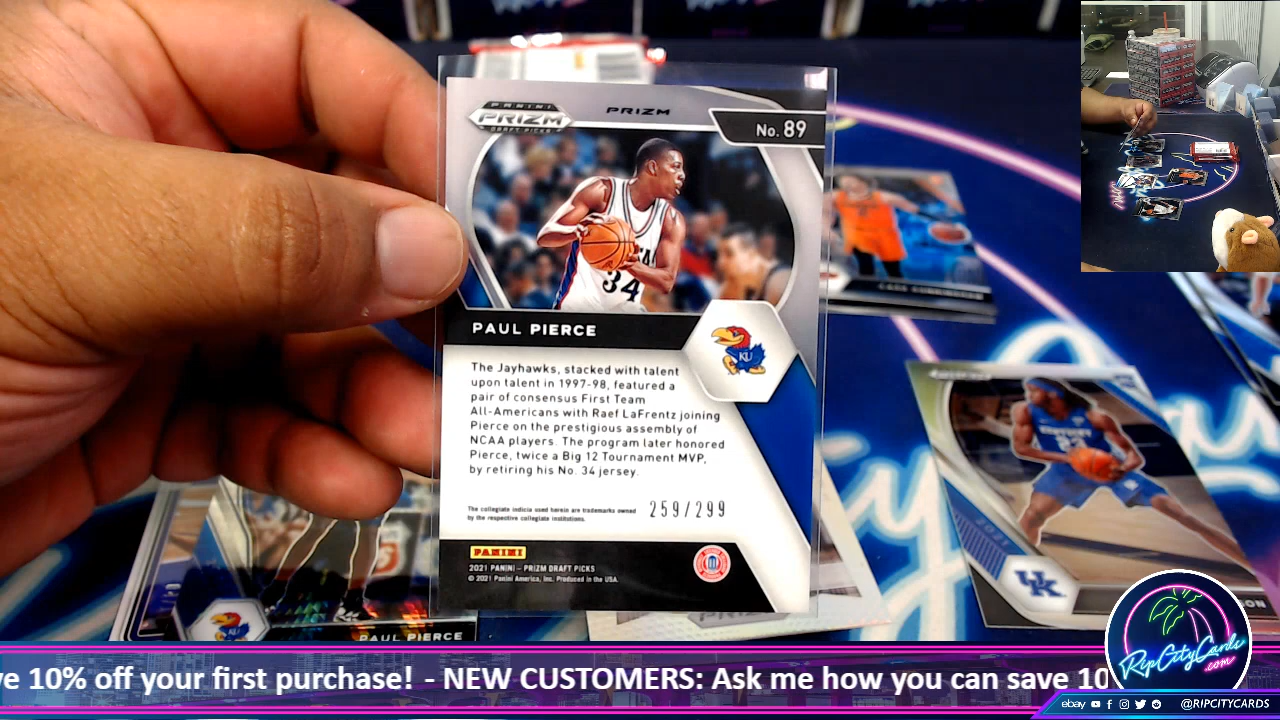 PANINI
PRIZM
DRAFT PICKS
PRIZM
No. 89
34
PAUL PIERCE
KU
The Jayhawks, stacked with talent
upon talent in 1997-98, featured a
pair of consensus First Team
All-Americans with Raef LaFrentz joining
Pierce on the prestigious assembly of
NCAA players. The program later honored
Pierce, twice a Big 12 Tournament MVP,
by retiring his No. 34 jersey.
The collegiate indicia used herein are trademarks owned
by the respective collegiate institutions.
259/299
PANINI
2021 PANINI – PRIZM DRAFT PICKS
© 2021 Panini America, Inc. Produced in the USA.
CADE CUNNINGHAM
KENTUCKY
UK
KU
PAUL PIERCE
ve 10% off your first purchase! - NEW CUSTOMERS: Ask me how you can save 10
RipCityCards
.com
ebay @RIPCITYCARDS